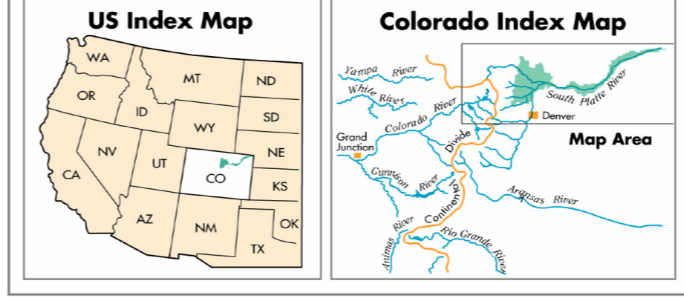 US Index Map
WA
MT
ND
OR
ID
SD
WY
NV
UT
NE
CO
CA
KS
AZ
NM
OK
TX
Colorado Index Map
Yampa River
White River
South Platte River
Colorado River
Denver
Map Area
Grand
Junction
Continental Divide
Gunnison River
Arkansas River
Animas River
Rio Grande River